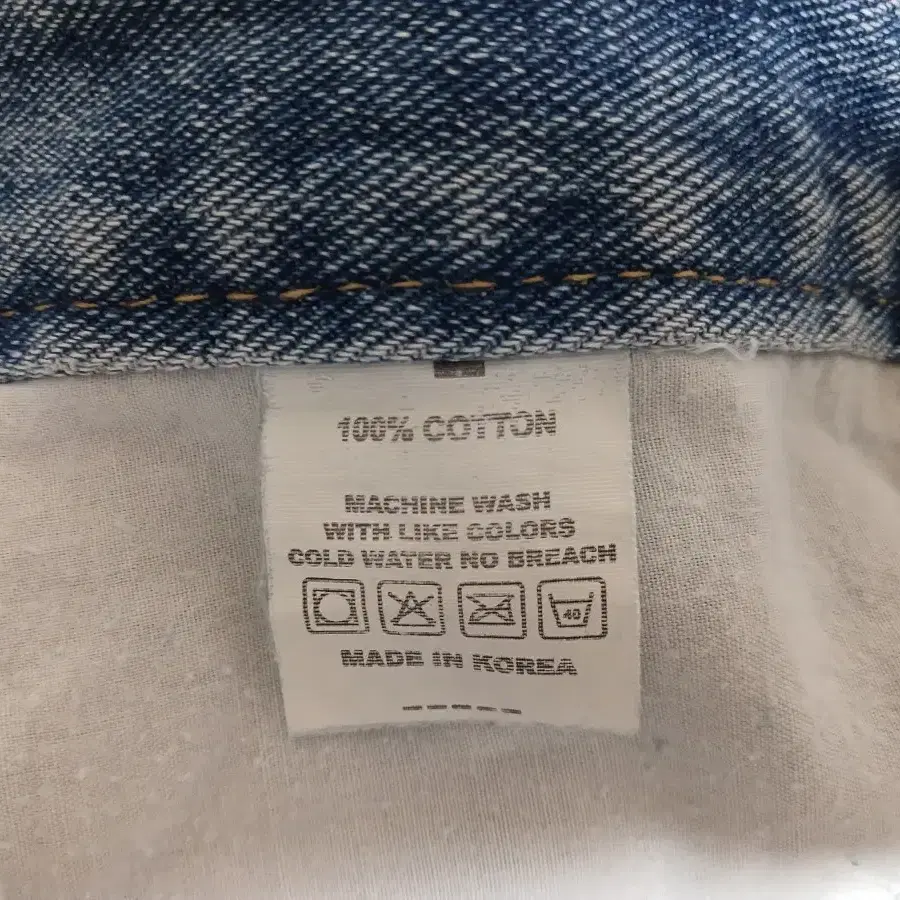 100% COTTON
MACHINE WASH
WITH LIKE COLORS
COLD WATER NO BREACH
40
MADE IN KOREA